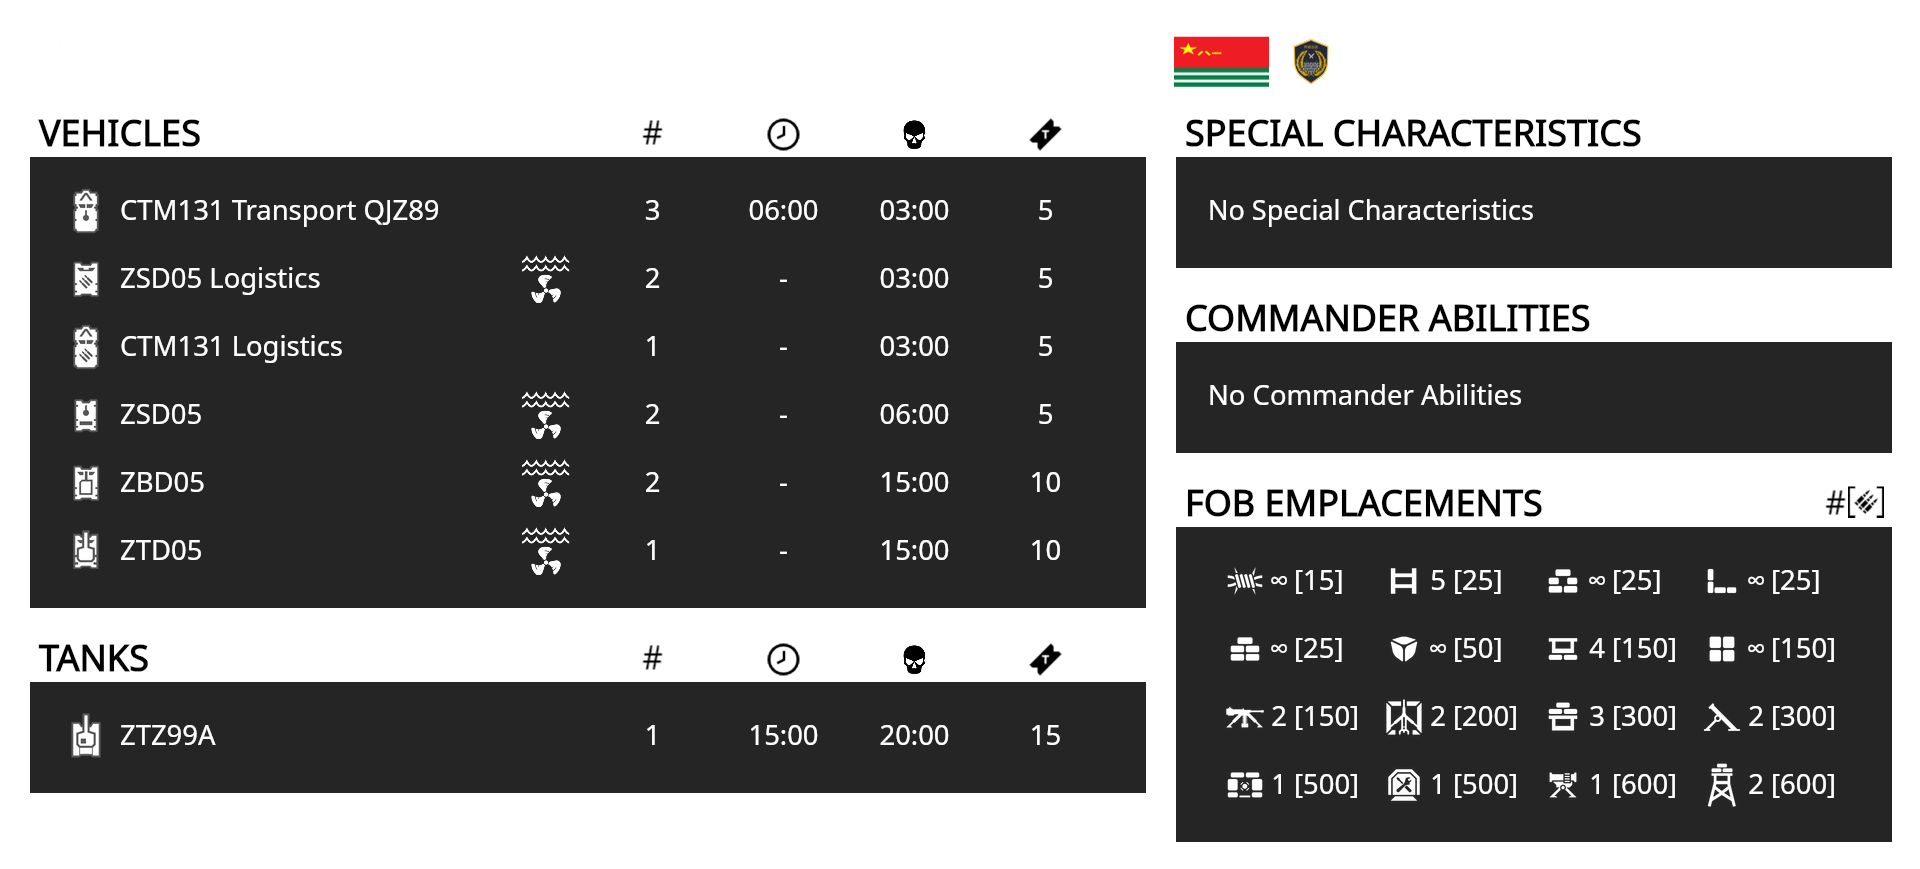 VEHICLES #
CTM131 Transport QJZ89 3 06:00 03:00 5
ZSD05 Logistics 2 - 03:00 5
CTM131 Logistics 1 - 03:00 5
ZSD05 2 - 06:00 5
ZBD05 2 - 15:00 10
ZTD05 1 - 15:00 10
TANKS #
ZTZ99A 1 15:00 20:00 15
SPECIAL CHARACTERISTICS
No Special Characteristics
COMMANDER ABILITIES
No Commander Abilities
FOB EMPLACEMENTS #[]
∞ [15] 5 [25] ∞ [25] ∞ [25]
∞ [25] ∞ [50] 4 [150] ∞ [150]
2 [150] 2 [200] 3 [300] 2 [300]
1 [500] 1 [500] 1 [600] 2 [600]